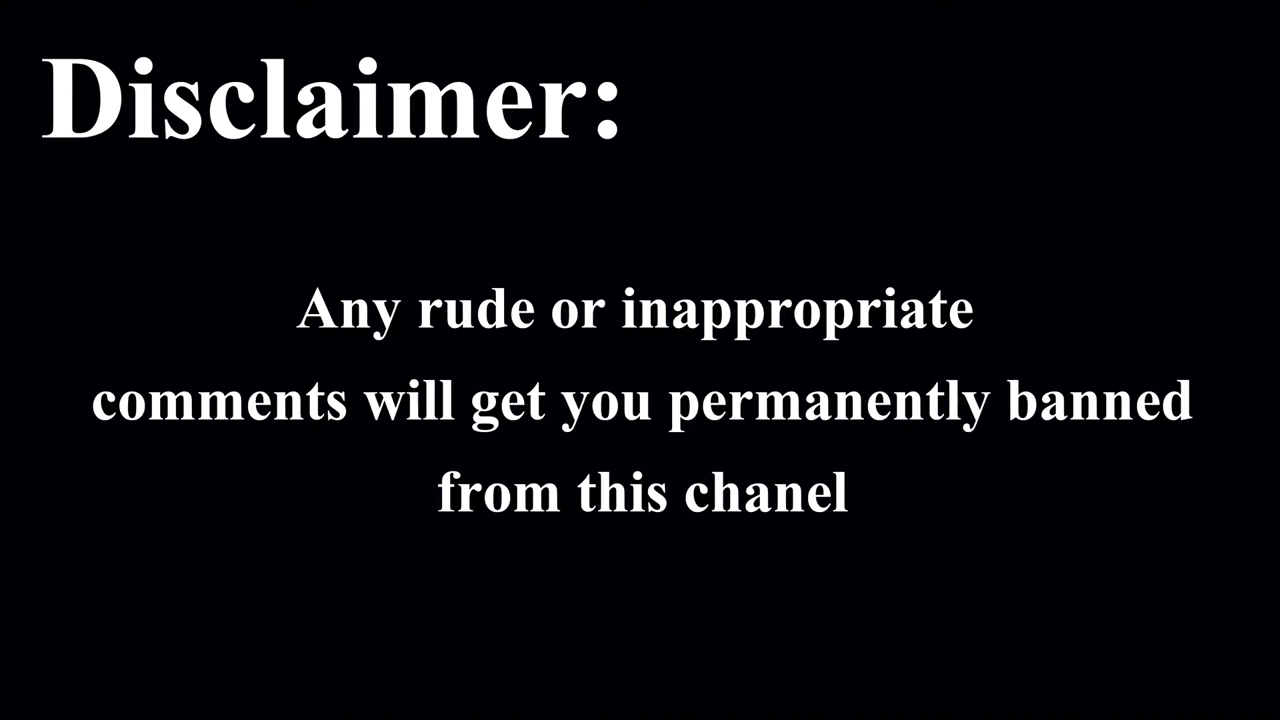 Disclaimer:
Any rude or inappropriate
comments will get you permanently banned
from this chanel